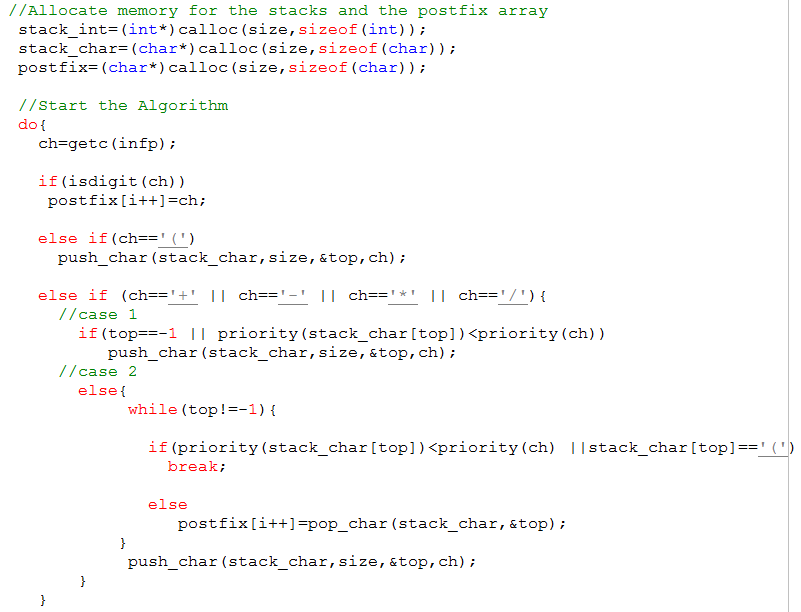 //Allocate memory for the stacks and the postfix array
stack_int=(int*)calloc(size,sizeof(int));
stack_char=(char*)calloc(size,sizeof(char));
postfix=(char*)calloc(size,sizeof(char));
//Start the Algorithm
do{
ch=getc(infp);
if(isdigit(ch))
postfix[i++]=ch;
else if(ch=='(')
push_char(stack_char,size,&top,ch);
else if (ch=='+' || ch=='-' || ch=='*' || ch=='/'){
//case 1
if(top==-1 || priority(stack_char[top])<priority(ch))
push_char(stack_char,size,&top,ch);
//case 2
else{
while(top!=-1){
if(priority(stack_char[top])<priority(ch) ||stack_char[top]=='(')
break;
else
postfix[i++]=pop_char(stack_char,&top);
}
push_char(stack_char,size,&top,ch);
}
}